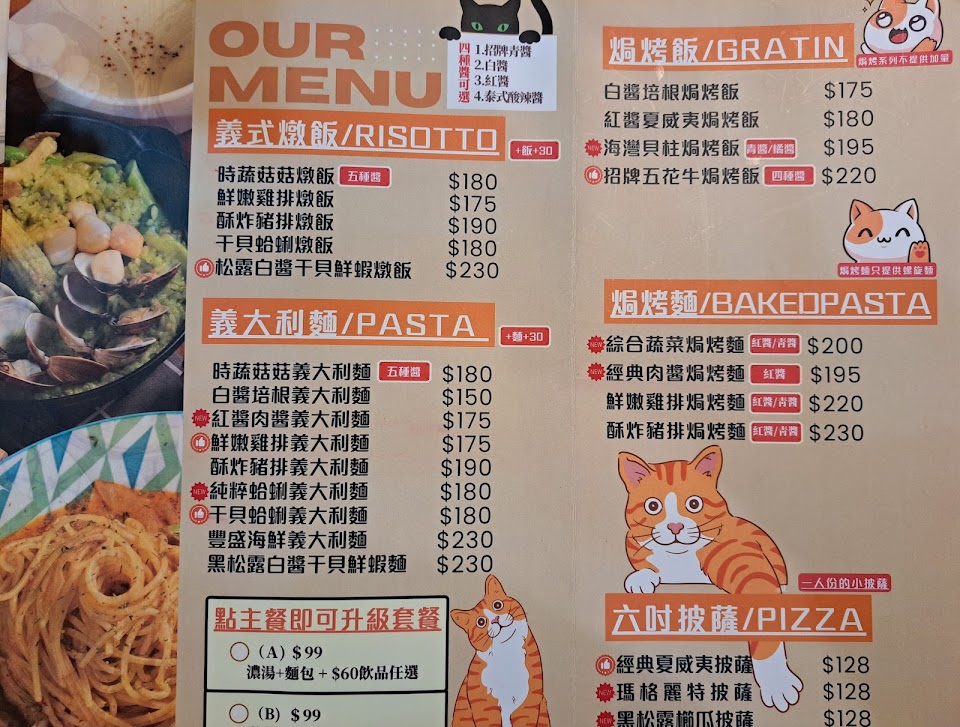 OUR
MENU
四種醬可選
1.招牌青醬
2.白醬
3.紅醬
4.泰式酸辣醬
義式燉飯/RISOTTO
+飯+30
時蔬菇菇燉飯 五種醬 $180
鮮嫩雞排燉飯 $175
酥炸豬排燉飯 $190
干貝蛤蜊燉飯 $180
松露白醬干貝鮮蝦燉飯 $230
義大利麵/PASTA
+麵+30
時蔬菇菇義大利麵 五種醬 $180
白醬培根義大利麵 $150
NEW 紅醬肉醬義大利麵 $175
鮮嫩雞排義大利麵 $175
酥炸豬排義大利麵 $190
NEW 純粹蛤蜊義大利麵 $180
干貝蛤蜊義大利麵 $180
豐盛海鮮義大利麵 $230
黑松露白醬干貝鮮蝦麵 $230
點主餐即可升級套餐
(A) $99
濃湯+麵包 + $60飲品任選
(B) $99
焗烤飯/GRATIN
焗烤系列不提供加量
白醬培根焗烤飯 $175
紅醬夏威夷焗烤飯 $180
NEW 海灣貝柱焗烤飯 青醬/橘醬 $195
招牌五花牛焗烤飯 四種醬 $220
焗烤麵只提供螺旋麵
焗烤麵/BAKEDPASTA
NEW 綜合蔬菜焗烤麵 紅醬/青醬 $200
NEW 經典肉醬焗烤麵 紅醬 $195
鮮嫩雞排焗烤麵 紅醬/青醬 $220
酥炸豬排焗烤麵 紅醬/青醬 $230
一人份的小披薩
六吋披薩/PIZZA
經典夏威夷披薩 $128
NEW 瑪格麗特披薩 $128
NEW 黑松露櫛瓜披薩 $128